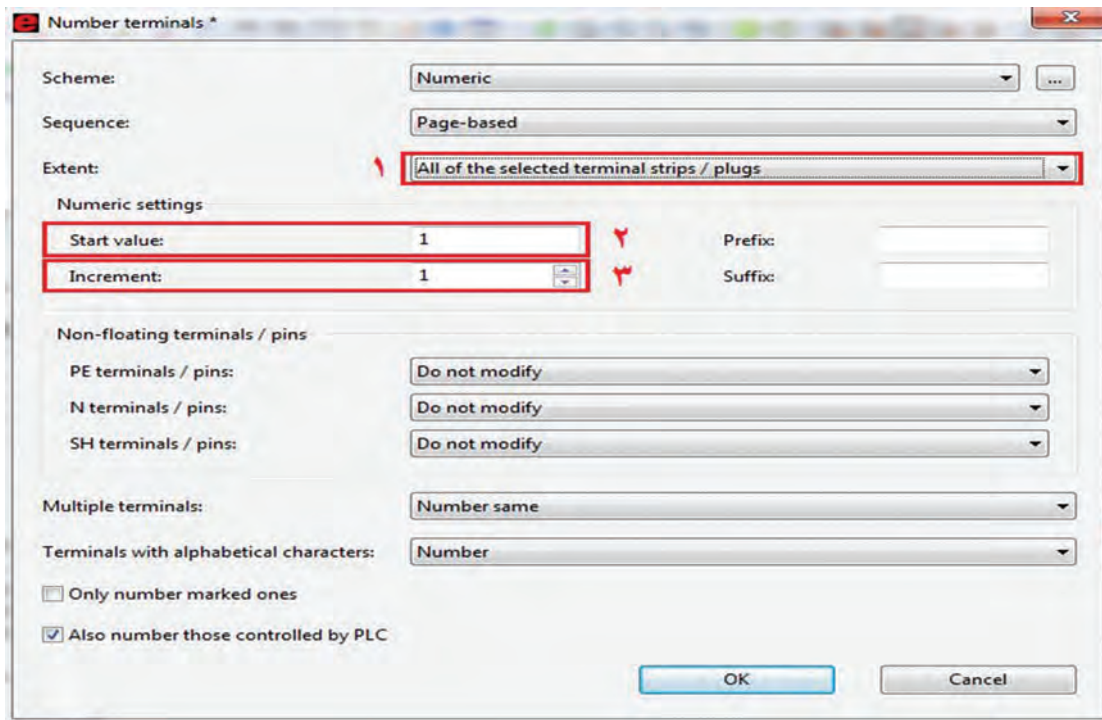 Number terminals *
Scheme: Numeric ...
Sequence: Page-based
Extent: ۱ All of the selected terminal strips / plugs
Numeric settings
Start value: 1 ۲ Prefix:
Increment: 1 ۳ Suffix:
Non-floating terminals / pins
PE terminals / pins: Do not modify
N terminals / pins: Do not modify
SH terminals / pins: Do not modify
Multiple terminals: Number same
Terminals with alphabetical characters: Number
Only number marked ones
Also number those controlled by PLC
OK Cancel